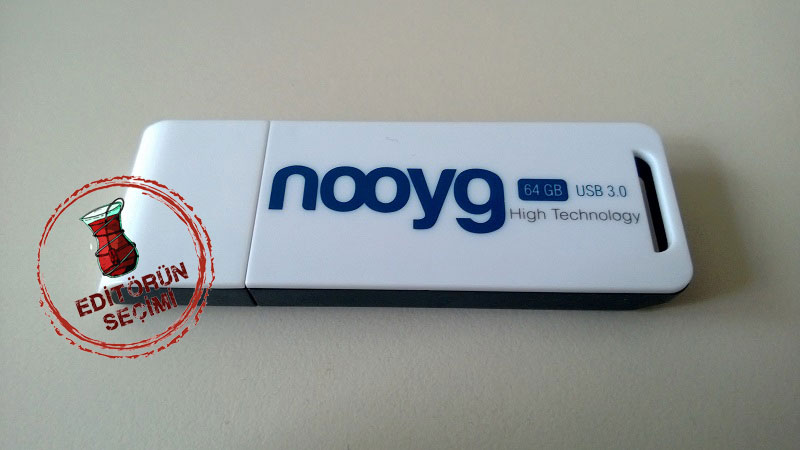 nooyg
64 GB USB 3.0
High Technology
EDİTÖRÜN
SEÇİMİ